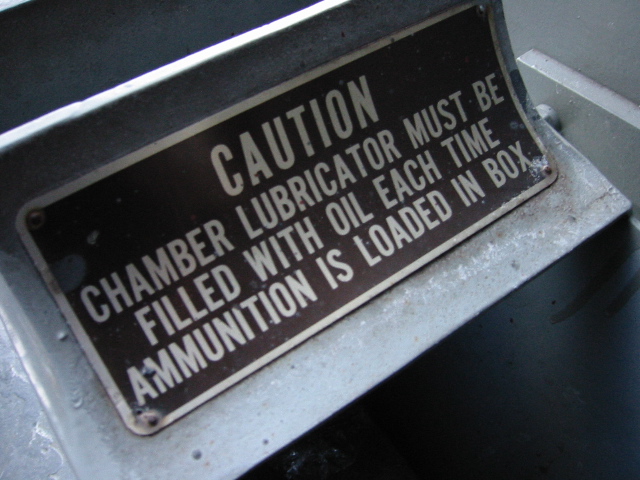 CAUTION
CHAMBER LUBRICATOR MUST BE
FILLED WITH OIL EACH TIME
AMMUNITION IS LOADED IN BOX